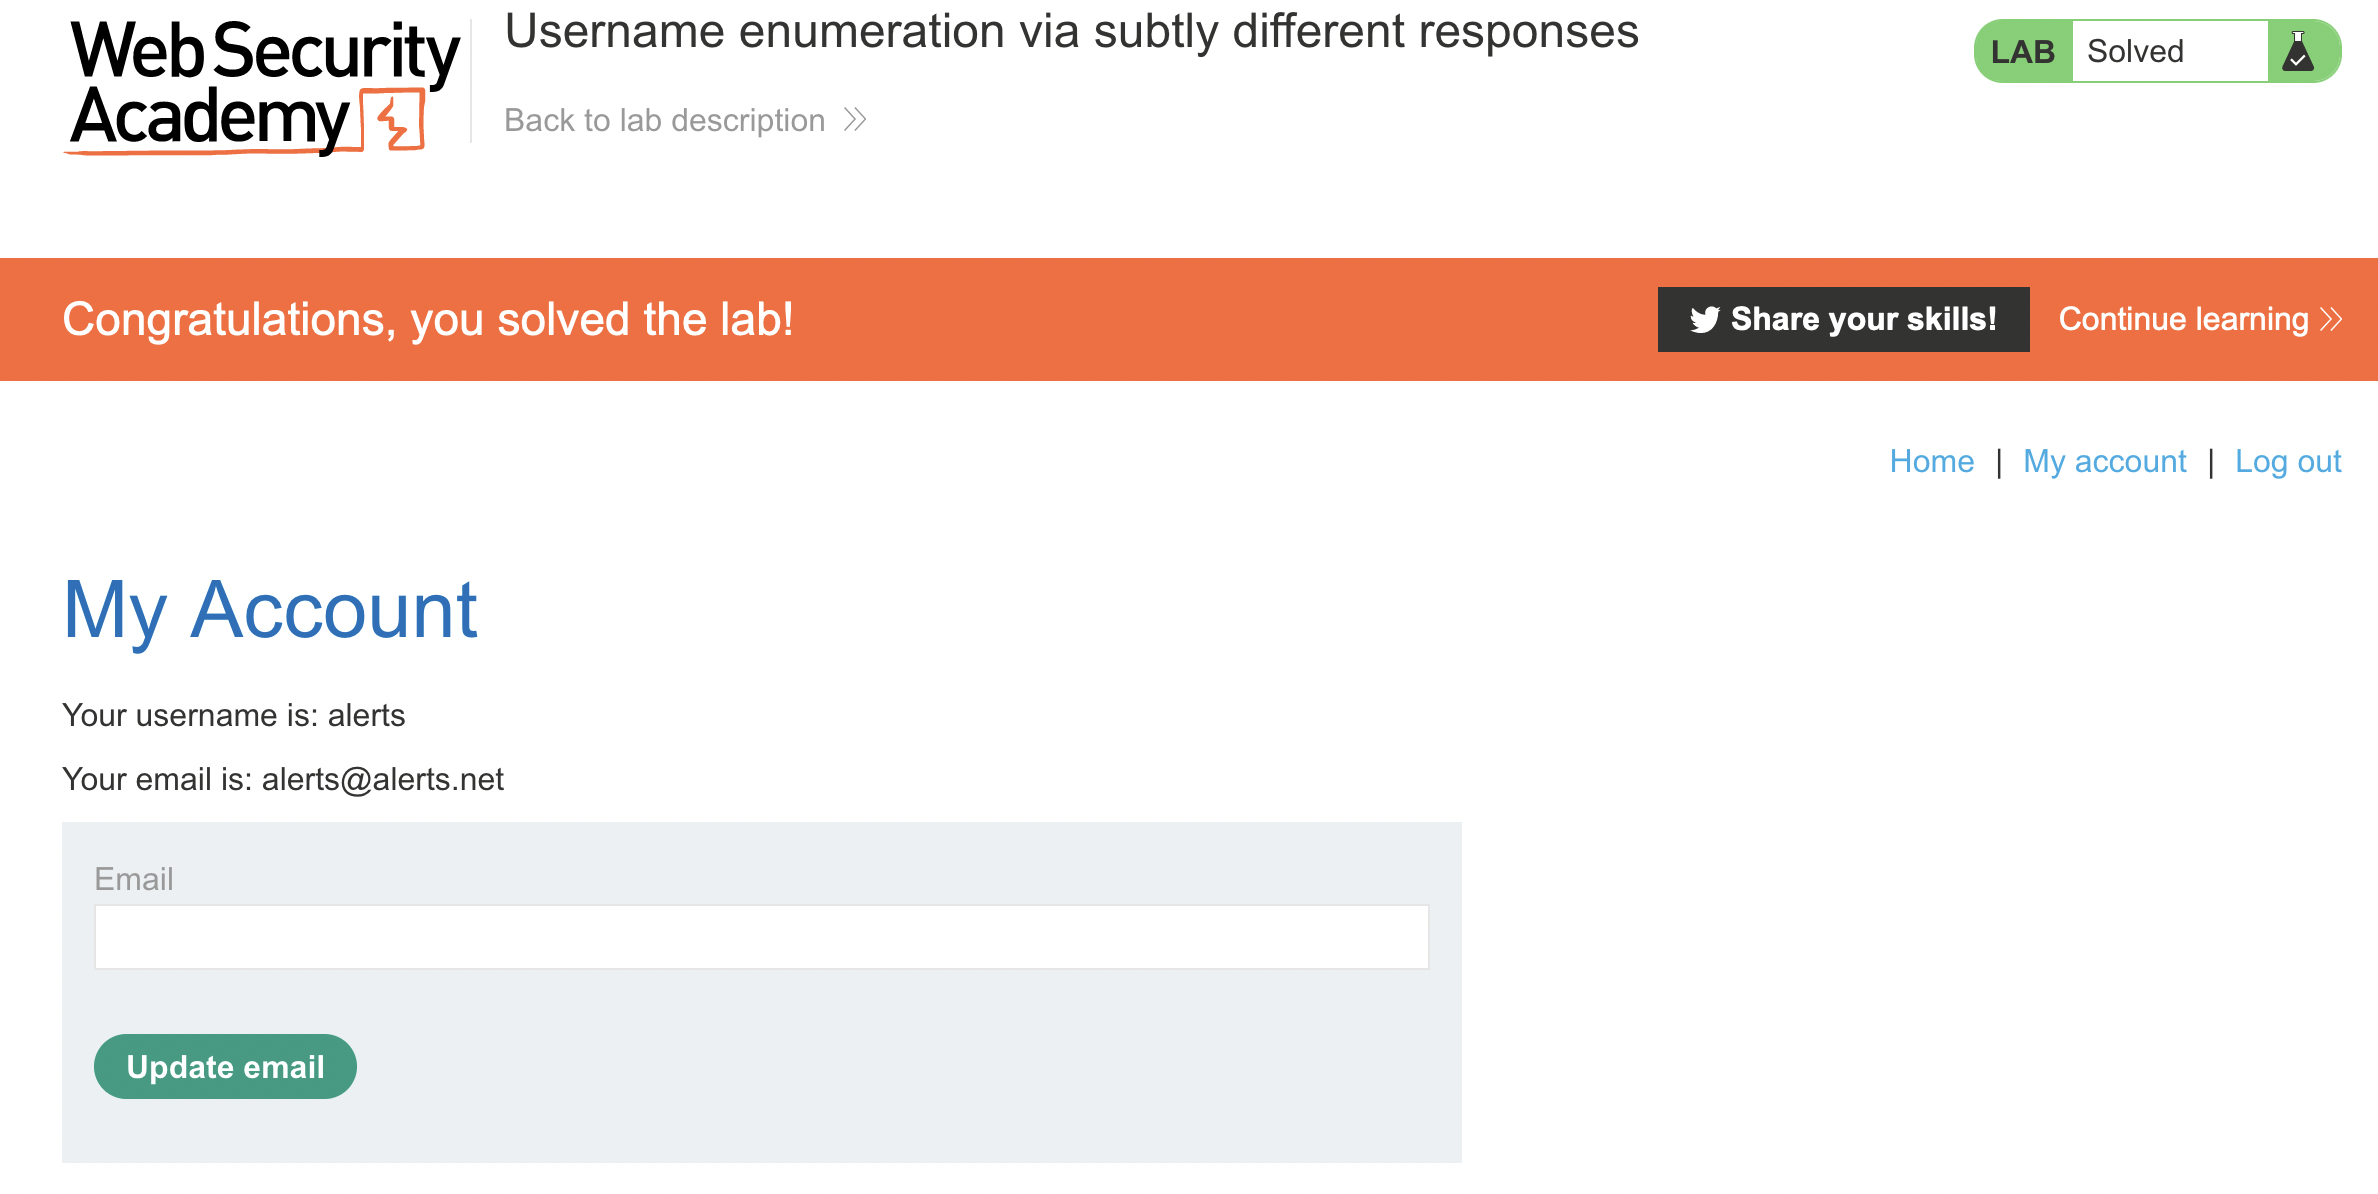 Web Security
Academy
Username enumeration via subtly different responses
Back to lab description
LAB Solved
Congratulations, you solved the lab!
Share your skills!
Continue learning
Home | My account | Log out
My Account
Your username is: alerts
Your email is: alerts@alerts.net
Email
Update email